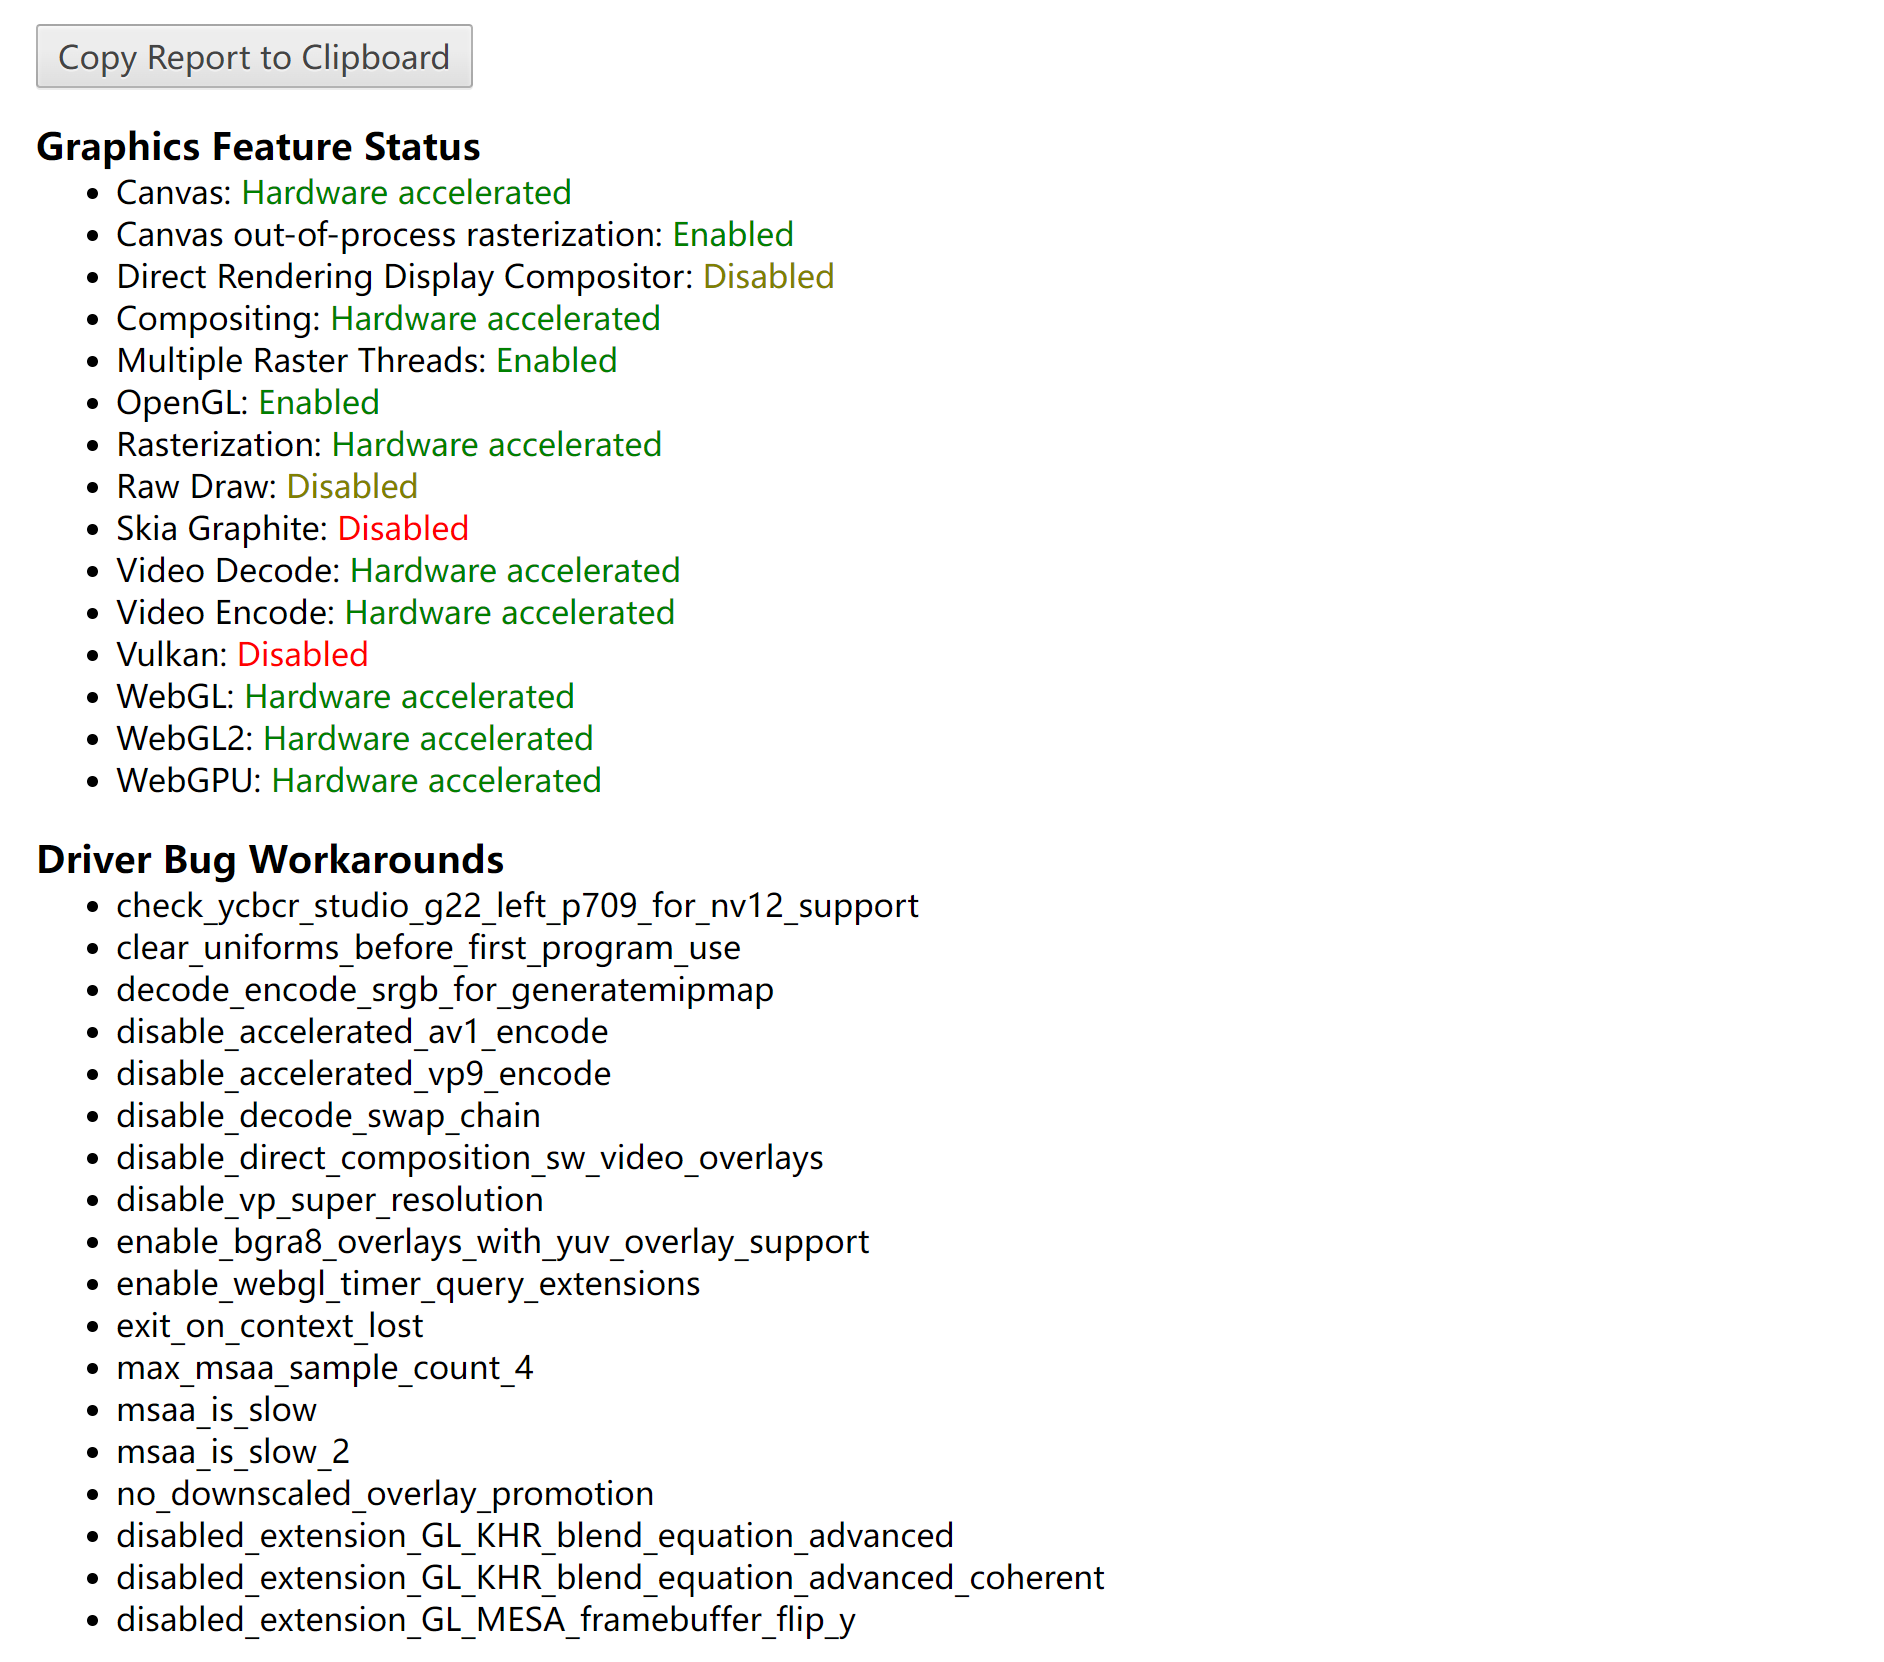 Copy Report to Clipboard
Graphics Feature Status
• Canvas: Hardware accelerated
• Canvas out-of-process rasterization: Enabled
• Direct Rendering Display Compositor: Disabled
• Compositing: Hardware accelerated
• Multiple Raster Threads: Enabled
• OpenGL: Enabled
• Rasterization: Hardware accelerated
• Raw Draw: Disabled
• Skia Graphite: Disabled
• Video Decode: Hardware accelerated
• Video Encode: Hardware accelerated
• Vulkan: Disabled
• WebGL: Hardware accelerated
• WebGL2: Hardware accelerated
• WebGPU: Hardware accelerated
Driver Bug Workarounds
• check_ycbcr_studio_g22_left_p709_for_nv12_support
• clear_uniforms_before_first_program_use
• decode_encode_srgb_for_generatemipmap
• disable_accelerated_av1_encode
• disable_accelerated_vp9_encode
• disable_decode_swap_chain
• disable_direct_composition_sw_video_overlays
• disable_vp_super_resolution
• enable_bgra8_overlays_with_yuv_overlay_support
• enable_webgl_timer_query_extensions
• exit_on_context_lost
• max_msaa_sample_count_4
• msaa_is_slow
• msaa_is_slow_2
• no_downscaled_overlay_promotion
• disabled_extension_GL_KHR_blend_equation_advanced
• disabled_extension_GL_KHR_blend_equation_advanced_coherent
• disabled_extension_GL_MESA_framebuffer_flip_y